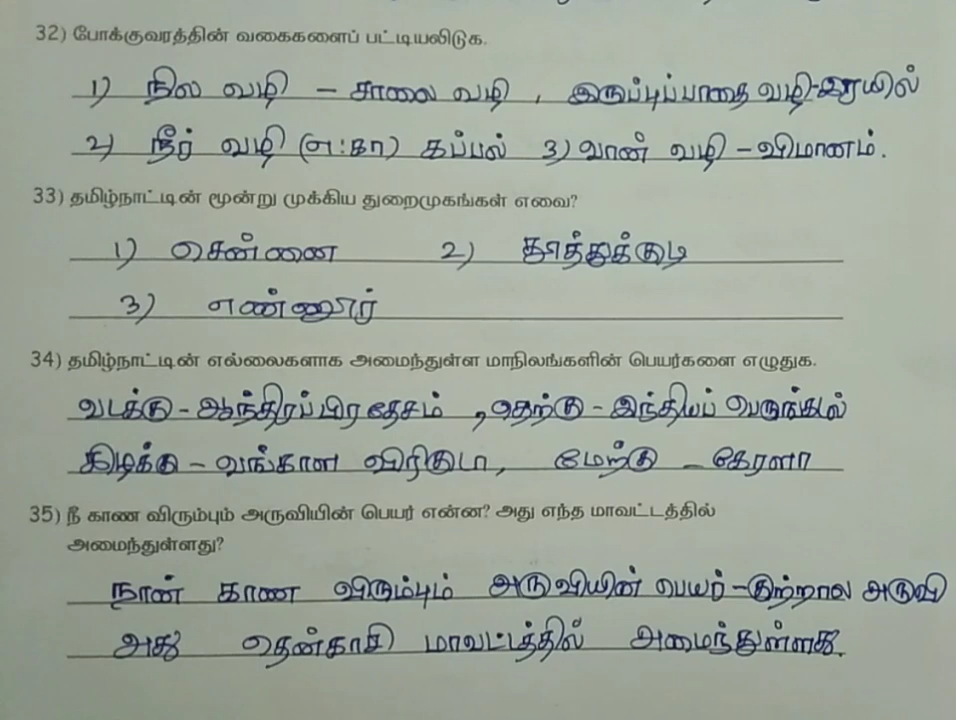 32) போக்குவரத்தின் வகைகளைப் பட்டியலிடுக.
1) நில வழி – சாலை வழி , இருப்புப்பாதை வழி-இரயில்
2) நீர் வழி (எ:கா) கப்பல் 3) வான் வழி – விமானம்.
33) தமிழ்நாட்டின் மூன்று முக்கிய துறைமுகங்கள் எவை?
1) சென்னை 2) தூத்துக்குடி
3) எண்ணூர்
34) தமிழ்நாட்டின் எல்லைகளாக அமைந்துள்ள மாநிலங்களின் பெயர்களை எழுதுக.
வடக்கு – ஆந்திரப்பிரதேசம் , தெற்கு – இந்தியப் பெருங்கடல்
கிழக்கு – வங்காள விரிகுடா, மேற்கு – கேரளா
35) நீ காண விரும்பும் அருவியின் பெயர் என்ன? அது எந்த மாவட்டத்தில்
அமைந்துள்ளது?
நான் காண விரும்பும் அருவியின் பெயர் – குற்றால அருவி
அது தென்காசி மாவட்டத்தில் அமைந்துள்ளது.